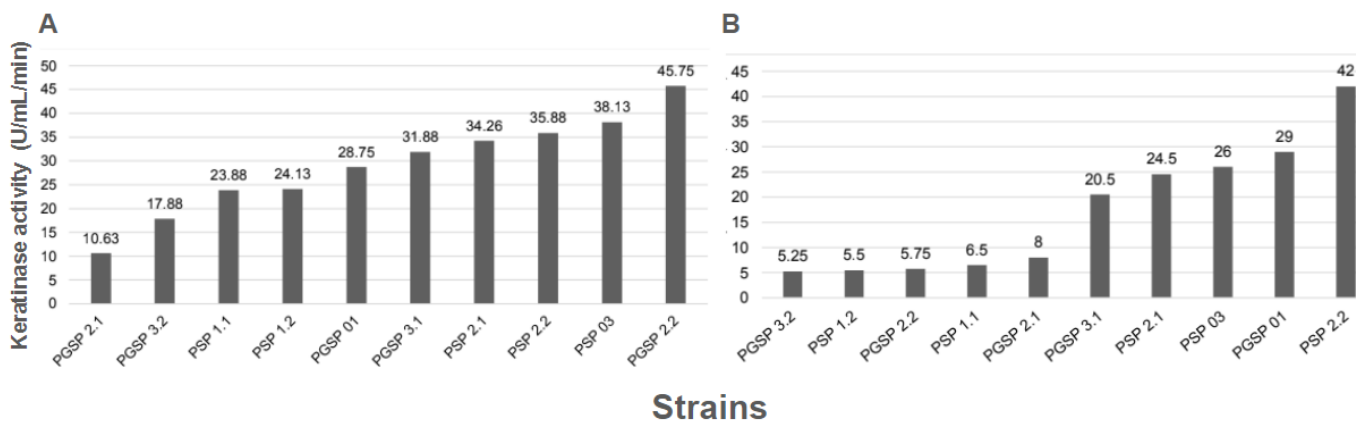 A
Keratinase activity (U/mL/min)
50
45
40
35
30
25
20
15
10
5
0
10.63
17.88
23.88
24.13
28.75
31.88
34.26
35.88
38.13
45.75
PGSP 2.1
PGSP 3.2
PSP 1.1
PSP 1.2
PGSP 01
PGSP 3.1
PSP 2.1
PSP 2.2
PSP 03
PGSP 2.2
B
45
40
35
30
25
20
15
10
5
0
5.25
5.5
5.75
6.5
8
20.5
24.5
26
29
42
PGSP 3.2
PSP 1.2
PGSP 2.2
PSP 1.1
PGSP 2.1
PGSP 3.1
PSP 2.1
PSP 03
PGSP 01
PSP 2.2
Strains